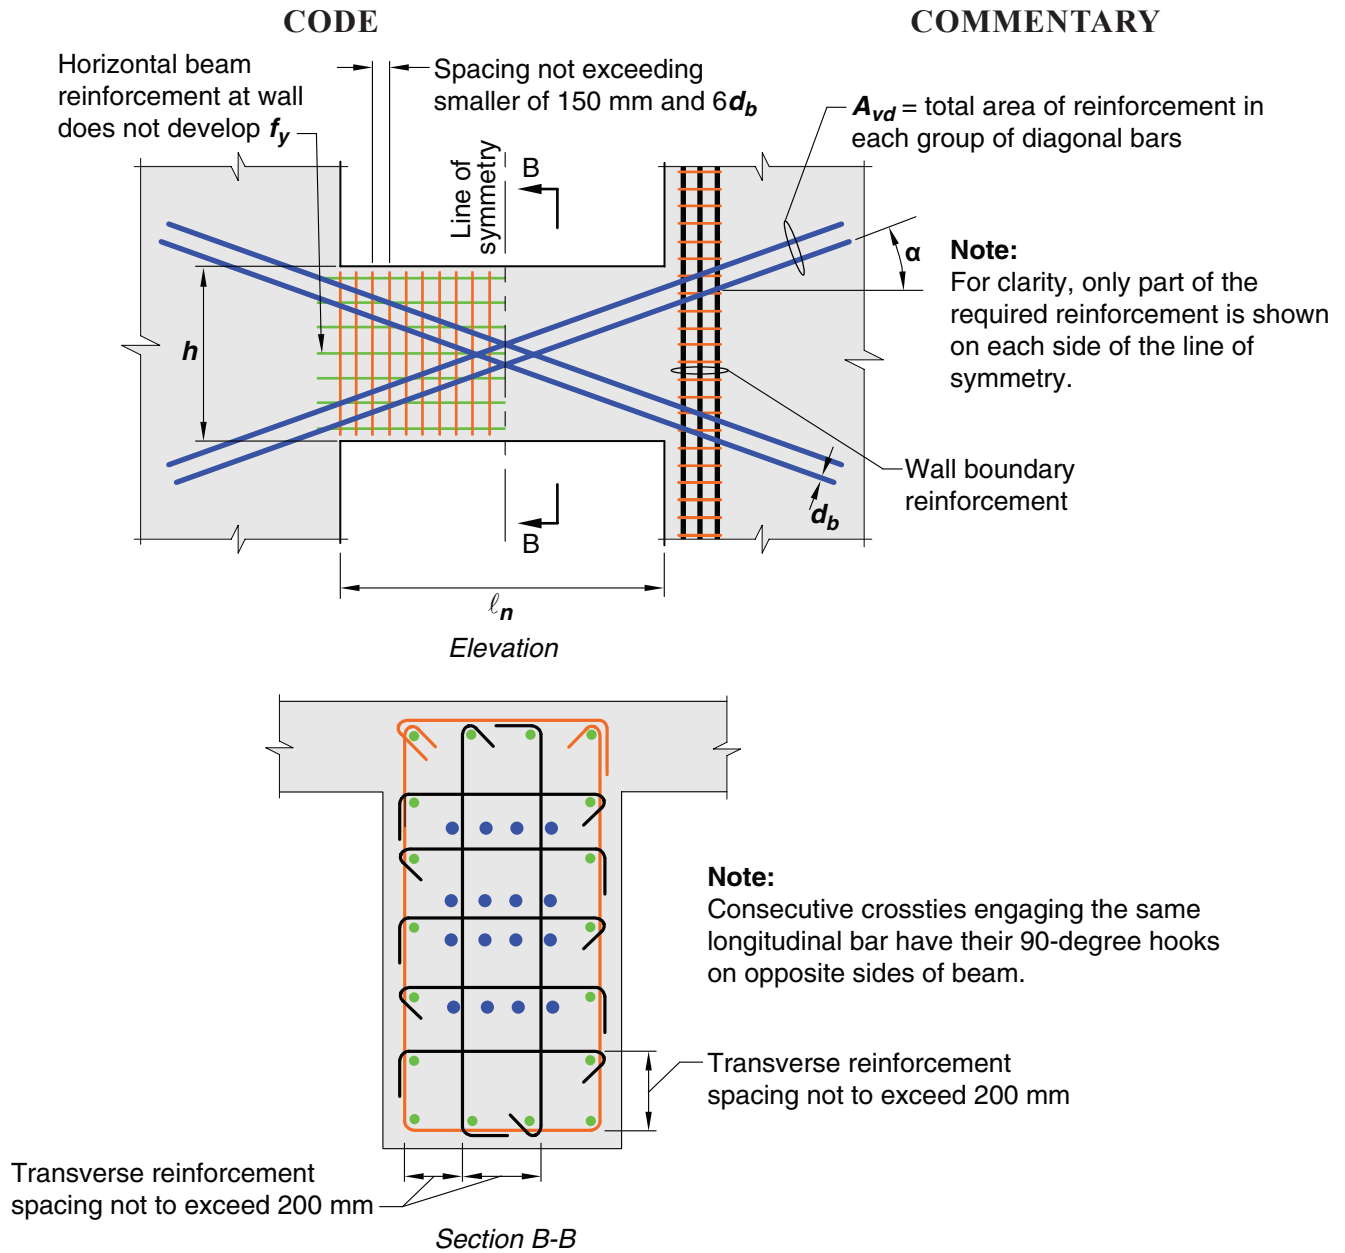 CODE
COMMENTARY
Horizontal beam
reinforcement at wall
does not develop fy
Spacing not exceeding
smaller of 150 mm and 6db
Avd = total area of reinforcement in
each group of diagonal bars
Line of
symmetry
B
α
Note:
For clarity, only part of the
required reinforcement is shown
on each side of the line of
symmetry.
h
Wall boundary
reinforcement
db
B
ℓn
Elevation
Note:
Consecutive crossties engaging the same
longitudinal bar have their 90-degree hooks
on opposite sides of beam.
Transverse reinforcement
spacing not to exceed 200 mm
Transverse reinforcement
spacing not to exceed 200 mm
Section B-B